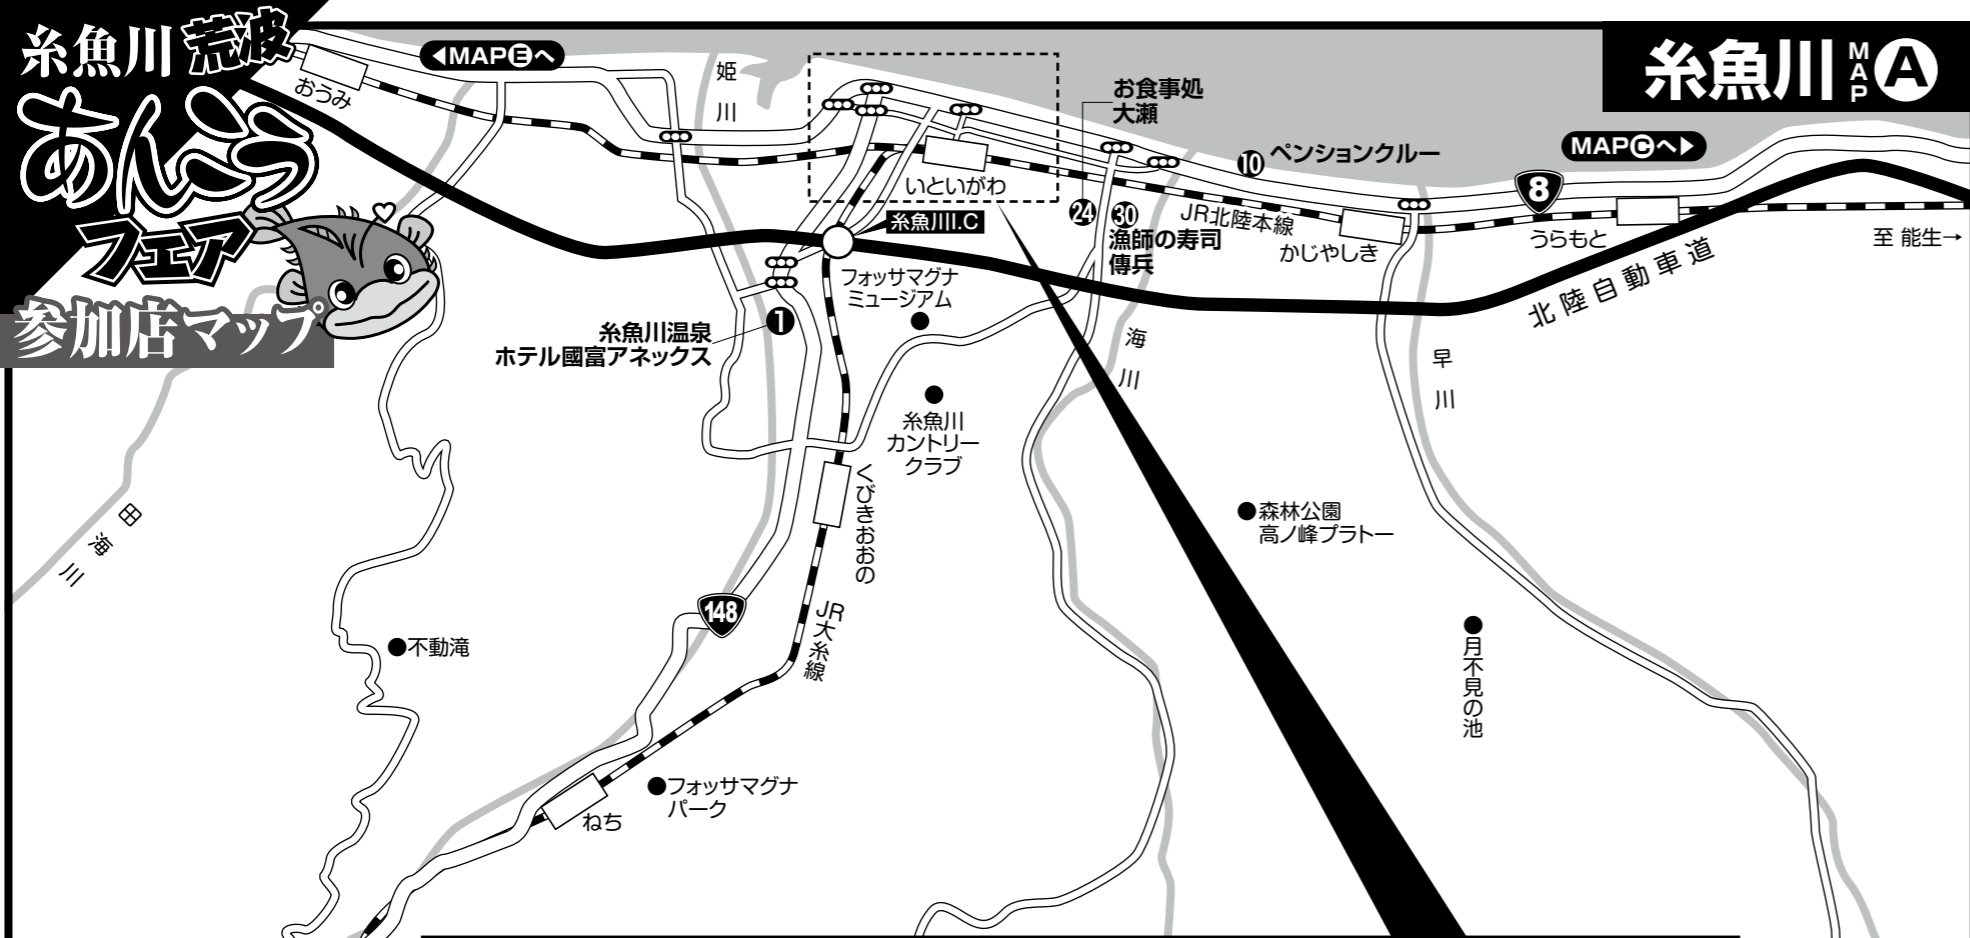 糸魚川荒波
あんこう
フェア
参加店マップ
◀MAPⒺへ
糸魚川MAPⒶ
MAPⒸへ▶
おうみ
姫川
お食事処
大瀬
⑩ペンションクルー
いといがわ
糸魚川I.C
㉔
㉚
漁師の寿司
傳兵
JR北陸本線
かじやしき
8
うらもと
至 能生→
北陸自動車道
フォッサマグナ
ミュージアム
①
糸魚川温泉
ホテル國富アネックス
海川
早川
●糸魚川
カントリー
クラブ
くびきおおの
●森林公園
高ノ峰プラトー
田海川
148
JR大糸線
●不動滝
●月不見の池
●フォッサマグナ
パーク
ねち